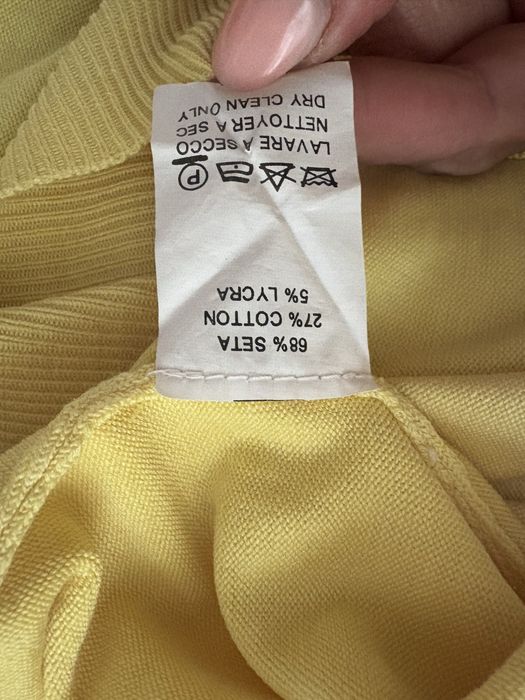 68% SETA
27% COTTON
5% LYCRA
P
LAVARE A SECCO
NETTOYER A SEC
DRY CLEAN ONLY